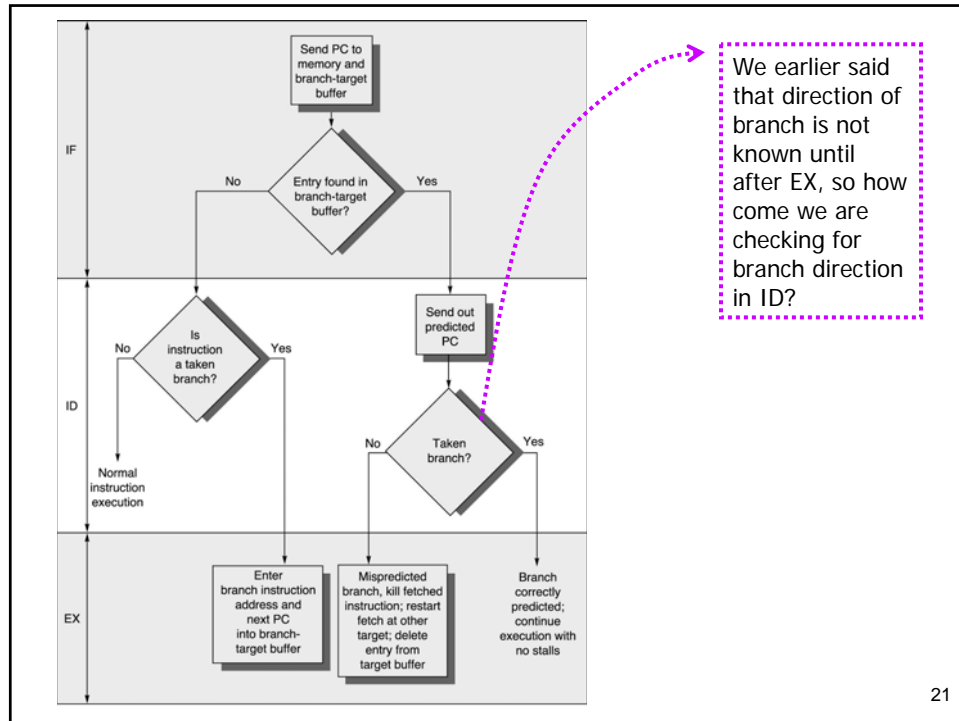 Send PC to
memory and
branch-target
buffer
IF
No
Entry found in
branch-target
buffer?
Yes
Send out
predicted
PC
Is
instruction
a taken
branch?
No
Yes
ID
No
Taken
branch?
Yes
Normal
instruction
execution
EX
Enter
branch instruction
address and
next PC
into branch-
target buffer
Mispredicted
branch, kill fetched
instruction; restart
fetch at other
target; delete
entry from
target buffer
Branch
correctly
predicted;
continue
execution with
no stalls
We earlier said
that direction of
branch is not
known until
after EX, so how
come we are
checking for
branch direction
in ID?
21